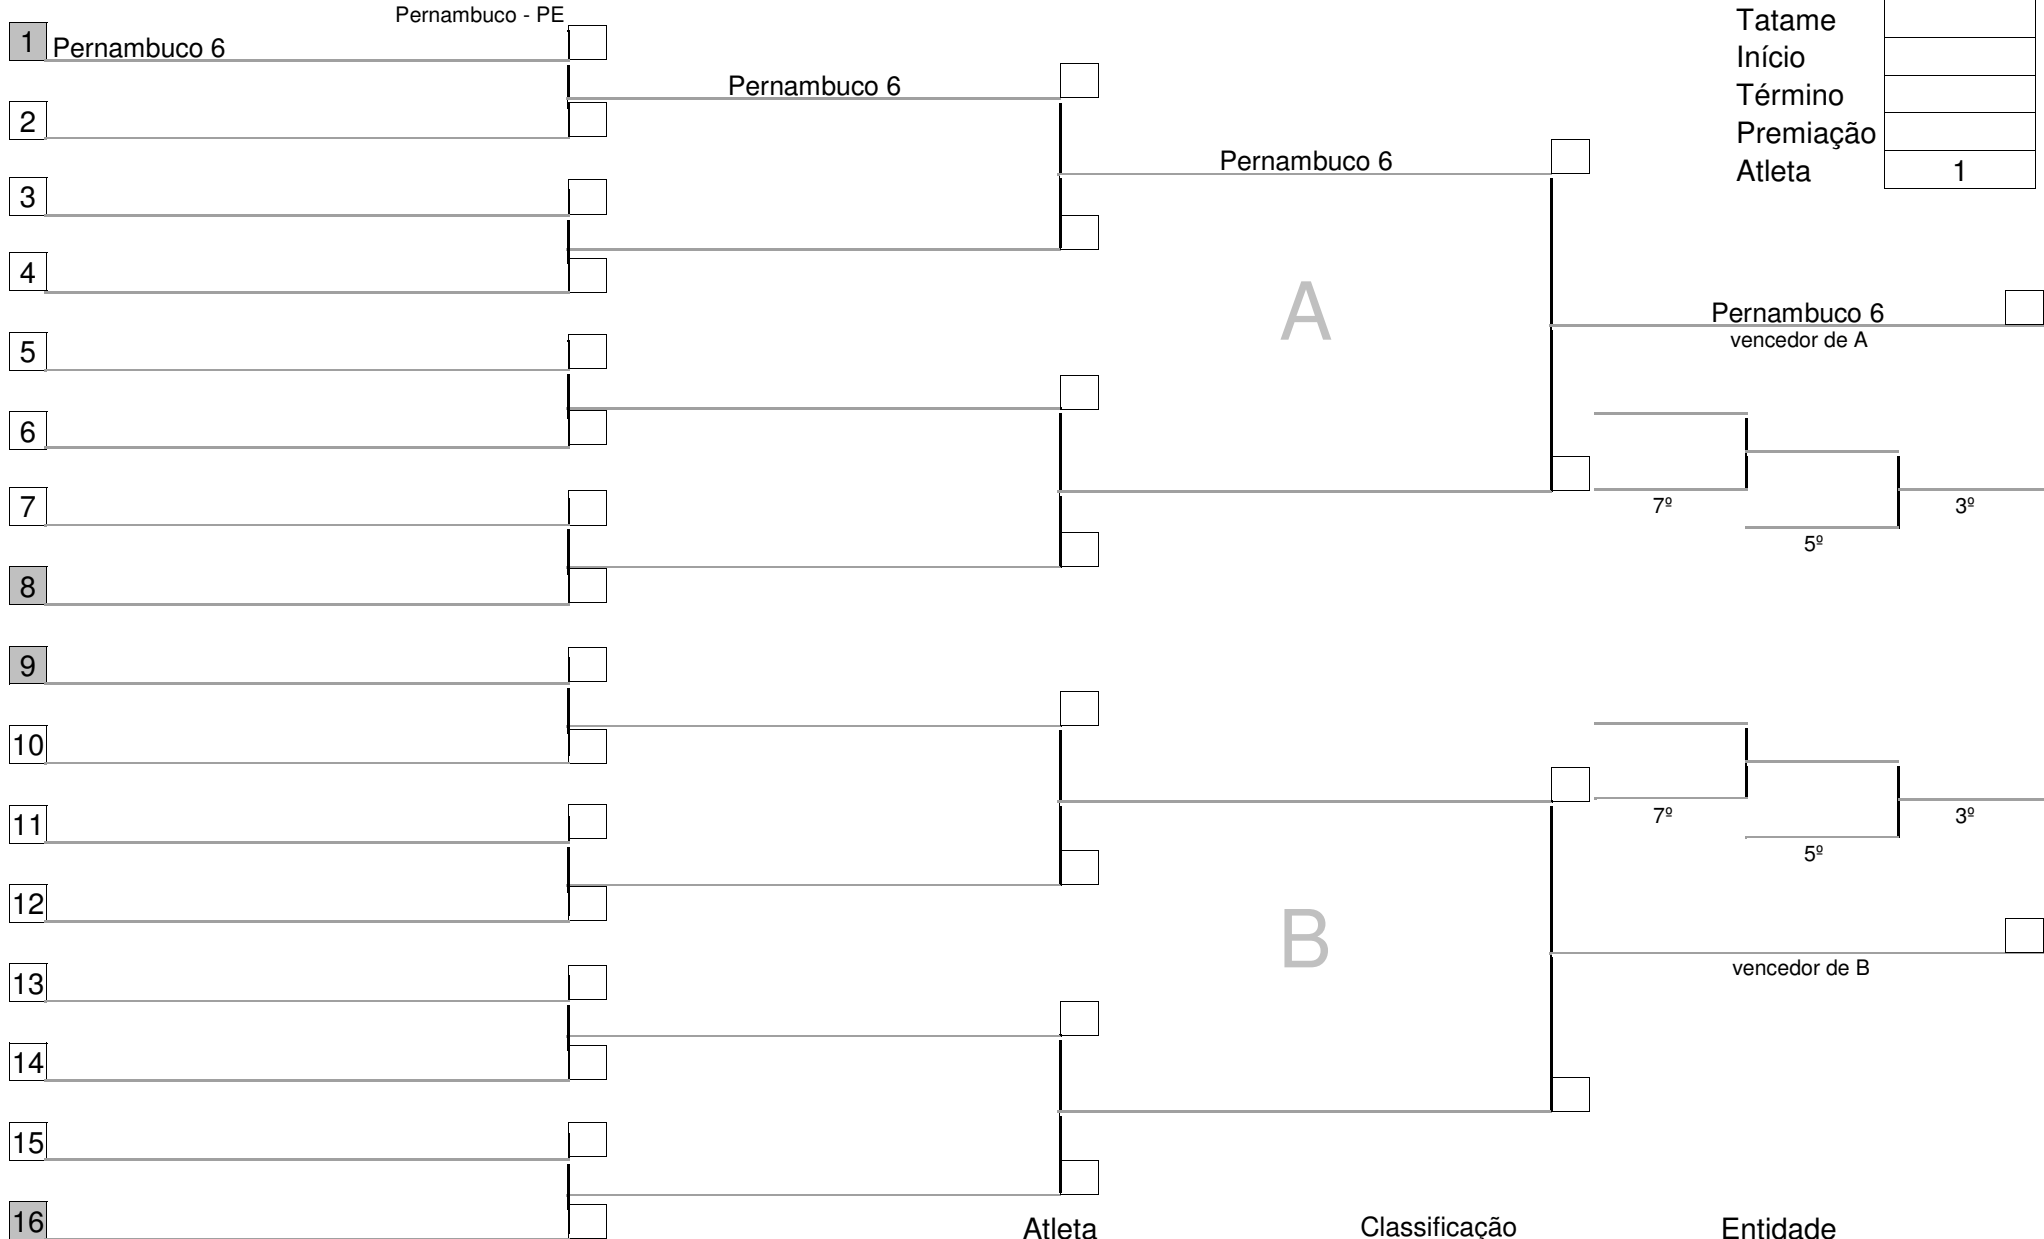 Pernambuco - PE
1 Pernambuco 6
Tatame
Início
Término
Premiação
Atleta 1
Pernambuco 6
2
Pernambuco 6
3
4
A
Pernambuco 6
vencedor de A
5
6
7
7º
3º
5º
8
9
10
11
7º
3º
5º
12
B
13
vencedor de B
14
15
16
Atleta Classificação Entidade